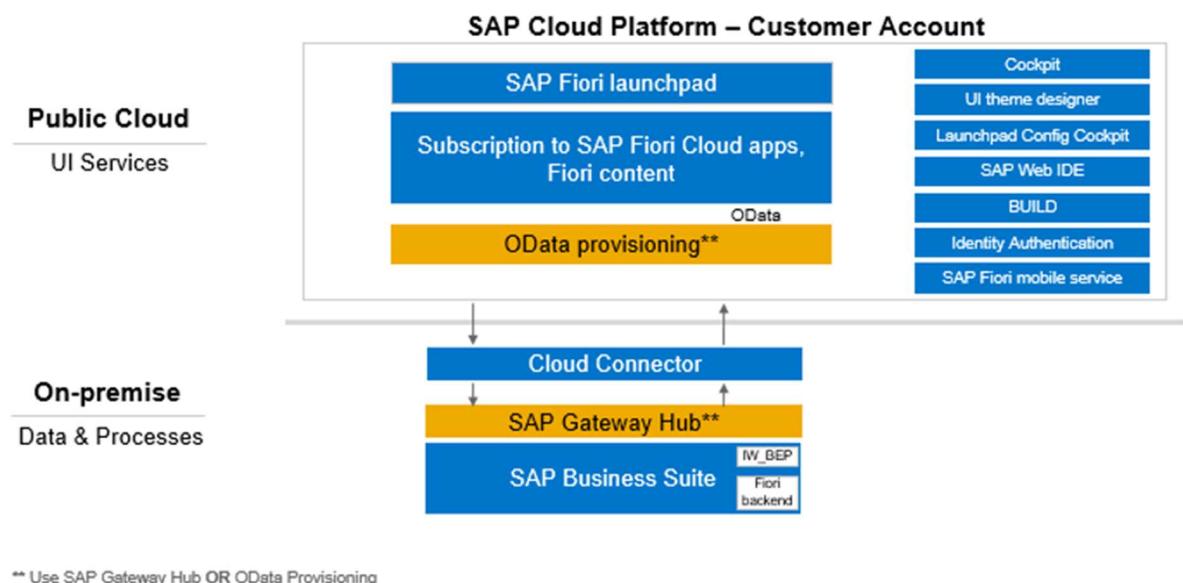 SAP Cloud Platform – Customer Account
Public Cloud
UI Services
SAP Fiori launchpad
Subscription to SAP Fiori Cloud apps,
Fiori content
OData
OData provisioning**
Cockpit
UI theme designer
Launchpad Config Cockpit
SAP Web IDE
BUILD
Identity Authentication
SAP Fiori mobile service
On-premise
Data & Processes
Cloud Connector
SAP Gateway Hub**
SAP Business Suite
IW_BEP
Fiori
backend
** Use SAP Gateway Hub OR OData Provisioning